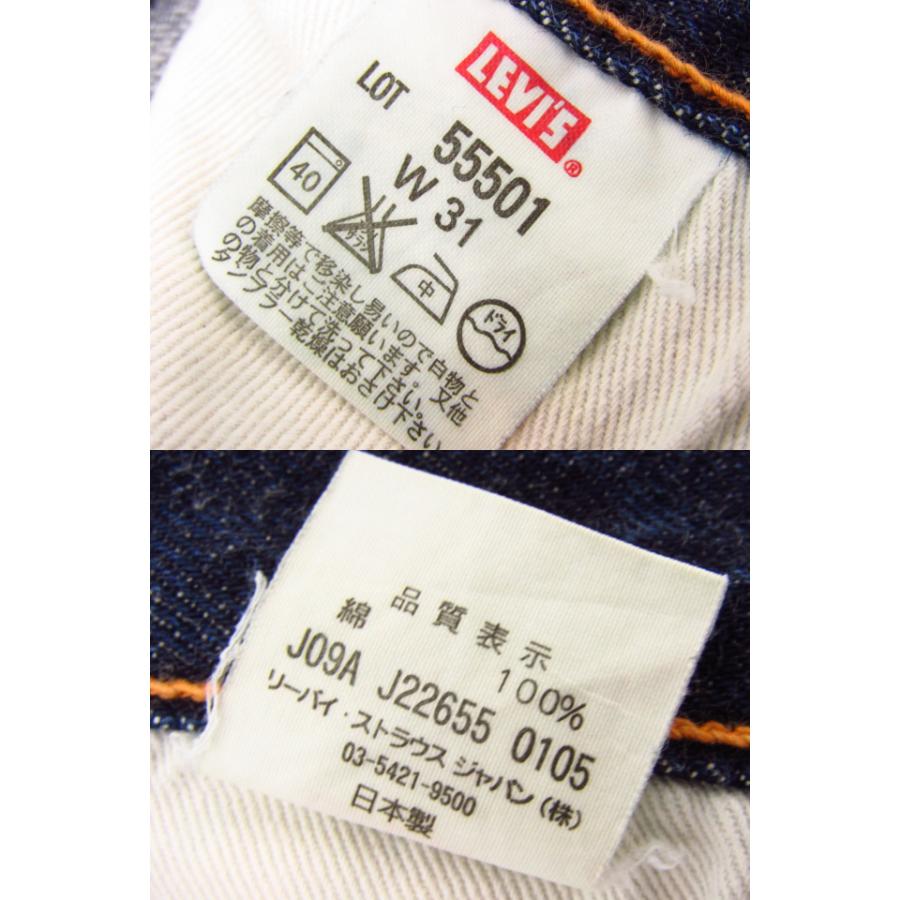 LEVI'S®
LOT 55501
W 31
40
中
ドライ
摩擦等で移染し易いので白物と
の着用はご注意願います。又他
の物と分けて洗って下さい。
タンブラー乾燥はおさけ下さい
品質表示
綿 100%
J09A J22655 0105
リーバイ・ストラウス ジャパン(株)
03-5421-9500
日本製